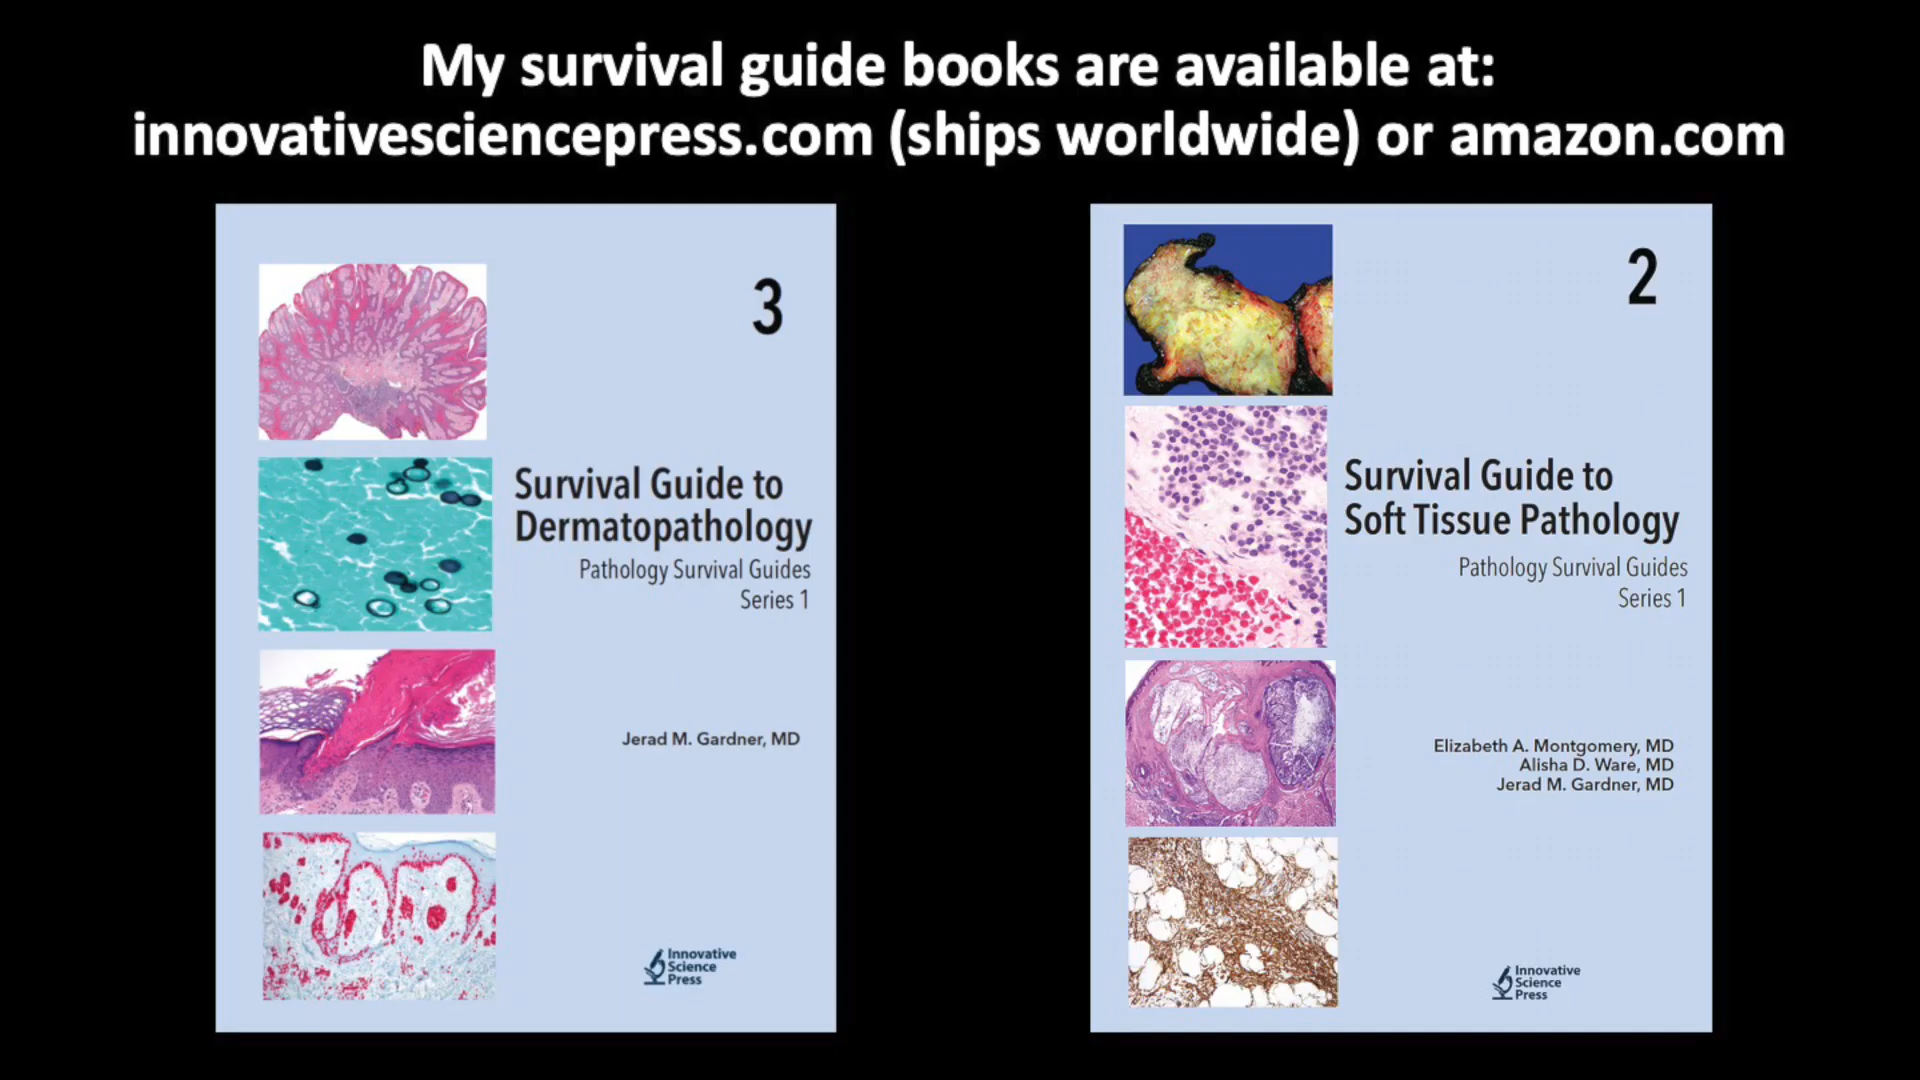 My survival guide books are available at:
innovativesciencepress.com (ships worldwide) or amazon.com
3
Survival Guide to
Dermatopathology
Pathology Survival Guides
Series 1
Jerad M. Gardner, MD
Innovative
Science
Press
2
Survival Guide to
Soft Tissue Pathology
Pathology Survival Guides
Series 1
Elizabeth A. Montgomery, MD
Alisha D. Ware, MD
Jerad M. Gardner, MD
Innovative
Science
Press